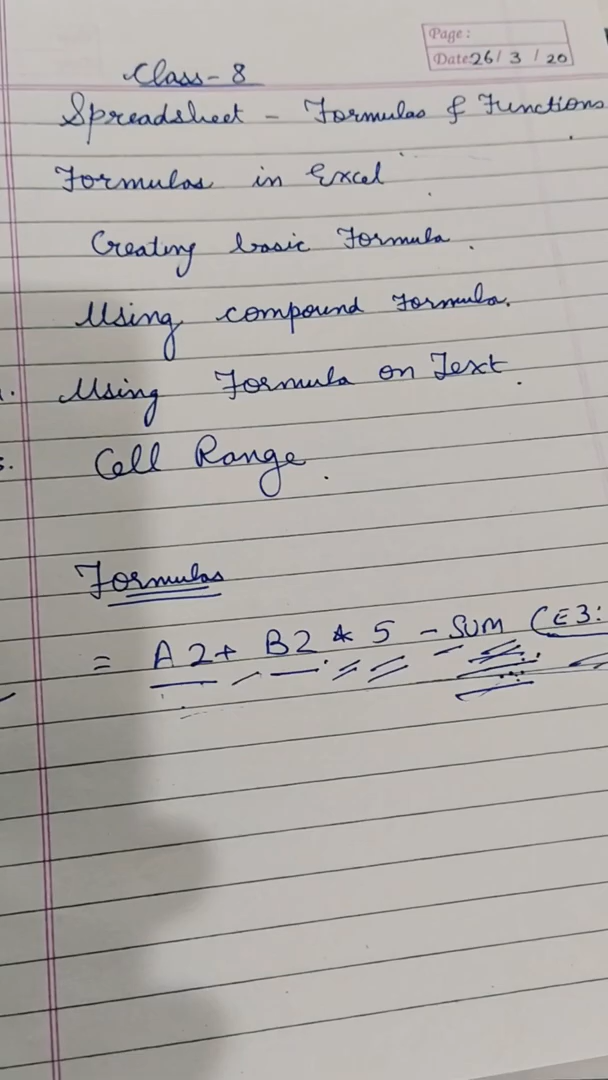 Page:
Date: 26/3/20
Class - 8
Spreadsheet - Formulas & Functions
Formulas in Excel
Creating basic Formula.
Using compound Formula.
Using Formula on Text.
Cell Range.
Formulas
= A2+ B2 * 5 - SUM (E3: